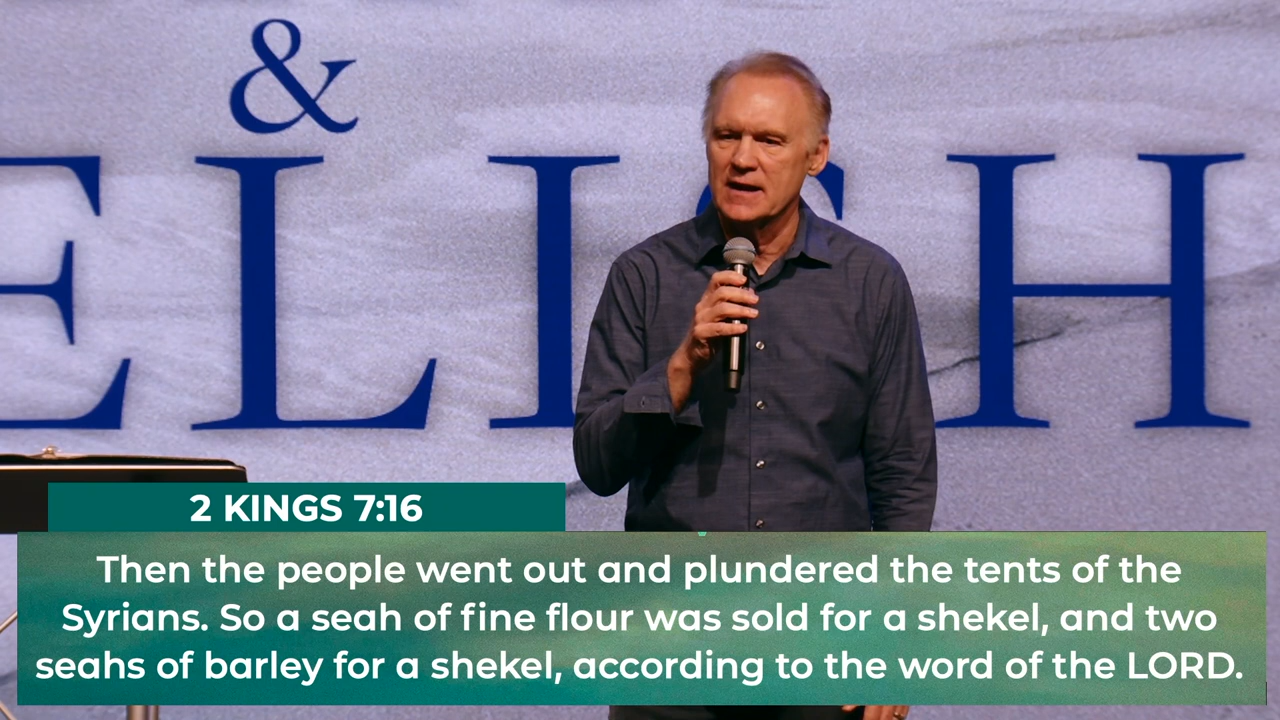 &
ELISH
2 KINGS 7:16
Then the people went out and plundered the tents of the
Syrians. So a seah of fine flour was sold for a shekel, and two
seahs of barley for a shekel, according to the word of the LORD.